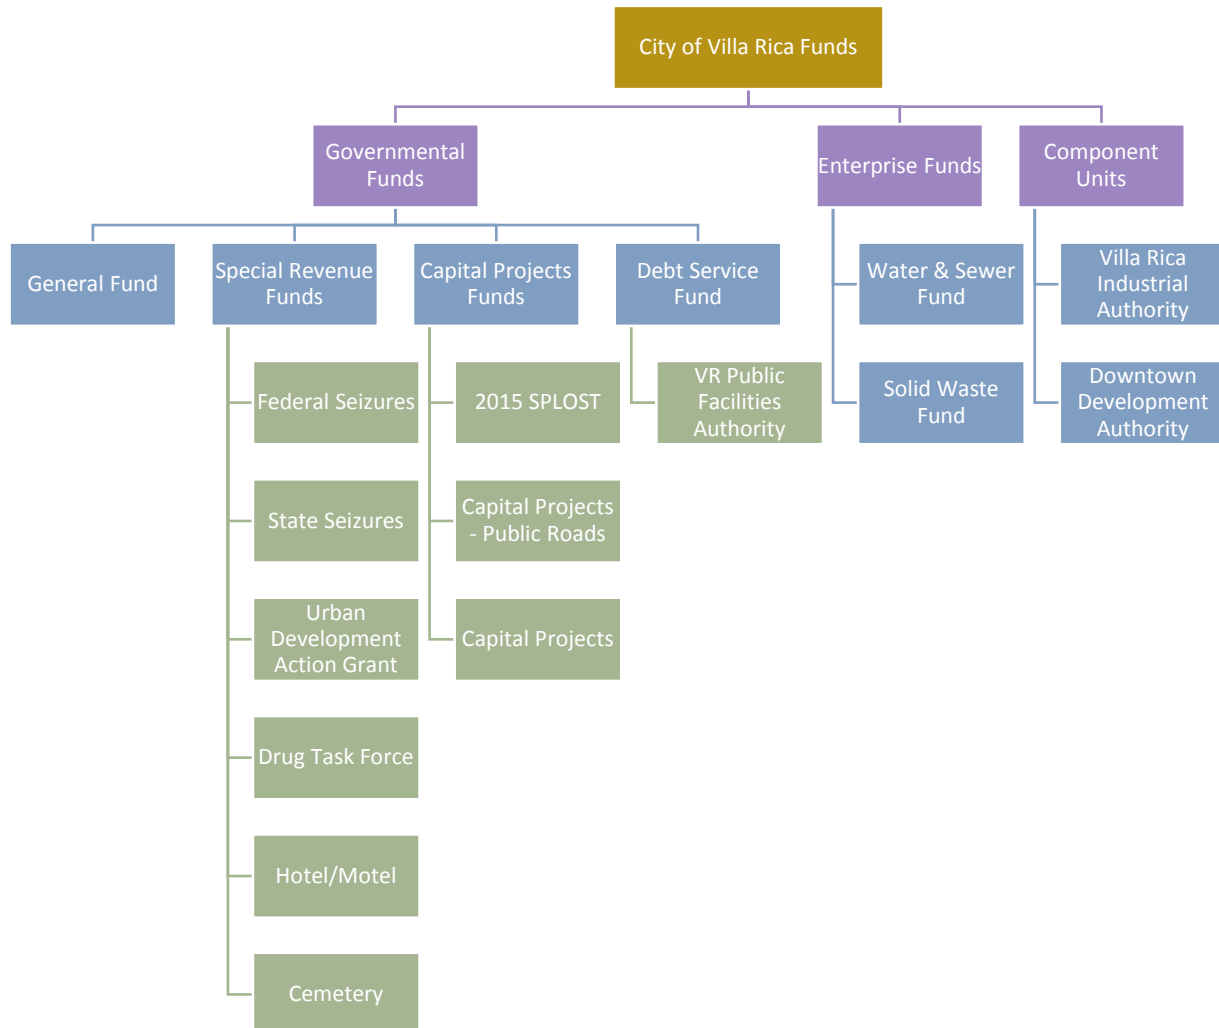 City of Villa Rica Funds
Governmental
Funds
Enterprise Funds
Component
Units
General Fund
Special Revenue
Funds
Capital Projects
Funds
Debt Service
Fund
Water & Sewer
Fund
Villa Rica
Industrial
Authority
Federal Seizures
2015 SPLOST
VR Public
Facilities
Authority
Solid Waste
Fund
Downtown
Development
Authority
State Seizures
Capital Projects
- Public Roads
Urban
Development
Action Grant
Capital Projects
Drug Task Force
Hotel/Motel
Cemetery